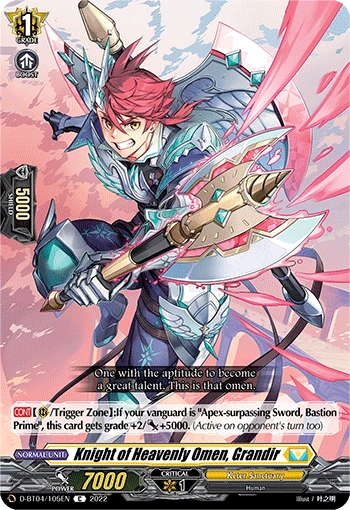 1
GRADE
BOOST
5000
SHIELD
One with the aptitude to become
a great talent. This is that omen.
CONT【/Trigger Zone】:If your vanguard is "Apex-surpassing Sword, Bastion
Prime", this card gets grade +2/ +5000. (Active on opponent's turn too)
NORMAL UNIT
Knight of Heavenly Omen, Grandir
POWER
7000
CRITICAL
1
Keter Sanctuary
Human
D-BT04/105EN C 2022
Illust / 叶之明